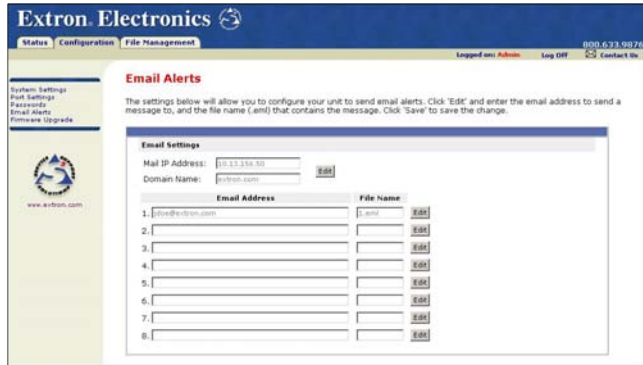 Extron Electronics
Status Configuration File Management
800.633.9876
Logged on: Admin Log Off Contact Us
System Settings
Port Settings
Passwords
Email Alerts
Firmware Upgrade
www.extron.com
Email Alerts
The settings below will allow you to configure your unit to send email alerts. Click 'Edit' and enter the email address to send a
message to, and the file name (.eml) that contains the message. Click 'Save' to save the change.
Email Settings
Mail IP Address: 10.13.156.50
Edit
Domain Name: extron.com
Email Address File Name
1. jdoe@extron.com 1.eml Edit
2. Edit
3. Edit
4. Edit
5. Edit
6. Edit
7. Edit
8. Edit